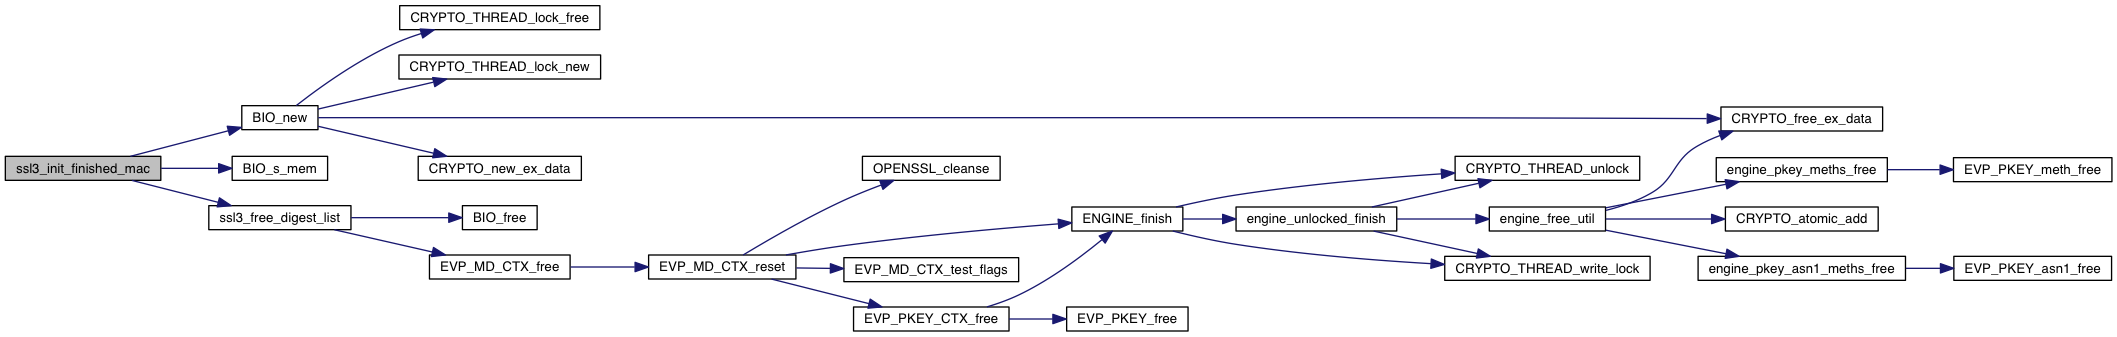 CRYPTO_THREAD_lock_free
CRYPTO_THREAD_lock_new
BIO_new
CRYPTO_free_ex_data
ssl3_init_finished_mac
BIO_s_mem
CRYPTO_new_ex_data
OPENSSL_cleanse
CRYPTO_THREAD_unlock
engine_pkey_meths_free
EVP_PKEY_meth_free
ssl3_free_digest_list
BIO_free
ENGINE_finish
engine_unlocked_finish
engine_free_util
CRYPTO_atomic_add
EVP_MD_CTX_free
EVP_MD_CTX_reset
EVP_MD_CTX_test_flags
CRYPTO_THREAD_write_lock
engine_pkey_asn1_meths_free
EVP_PKEY_asn1_free
EVP_PKEY_CTX_free
EVP_PKEY_free